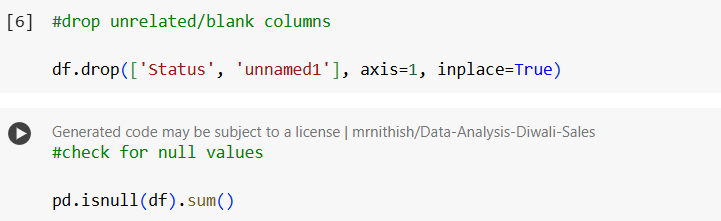 [6] #drop unrelated/blank columns
df.drop(['Status', 'unnamed1'], axis=1, inplace=True)
Generated code may be subject to a license | mrnithish/Data-Analysis-Diwali-Sales
#check for null values
pd.isnull(df).sum()